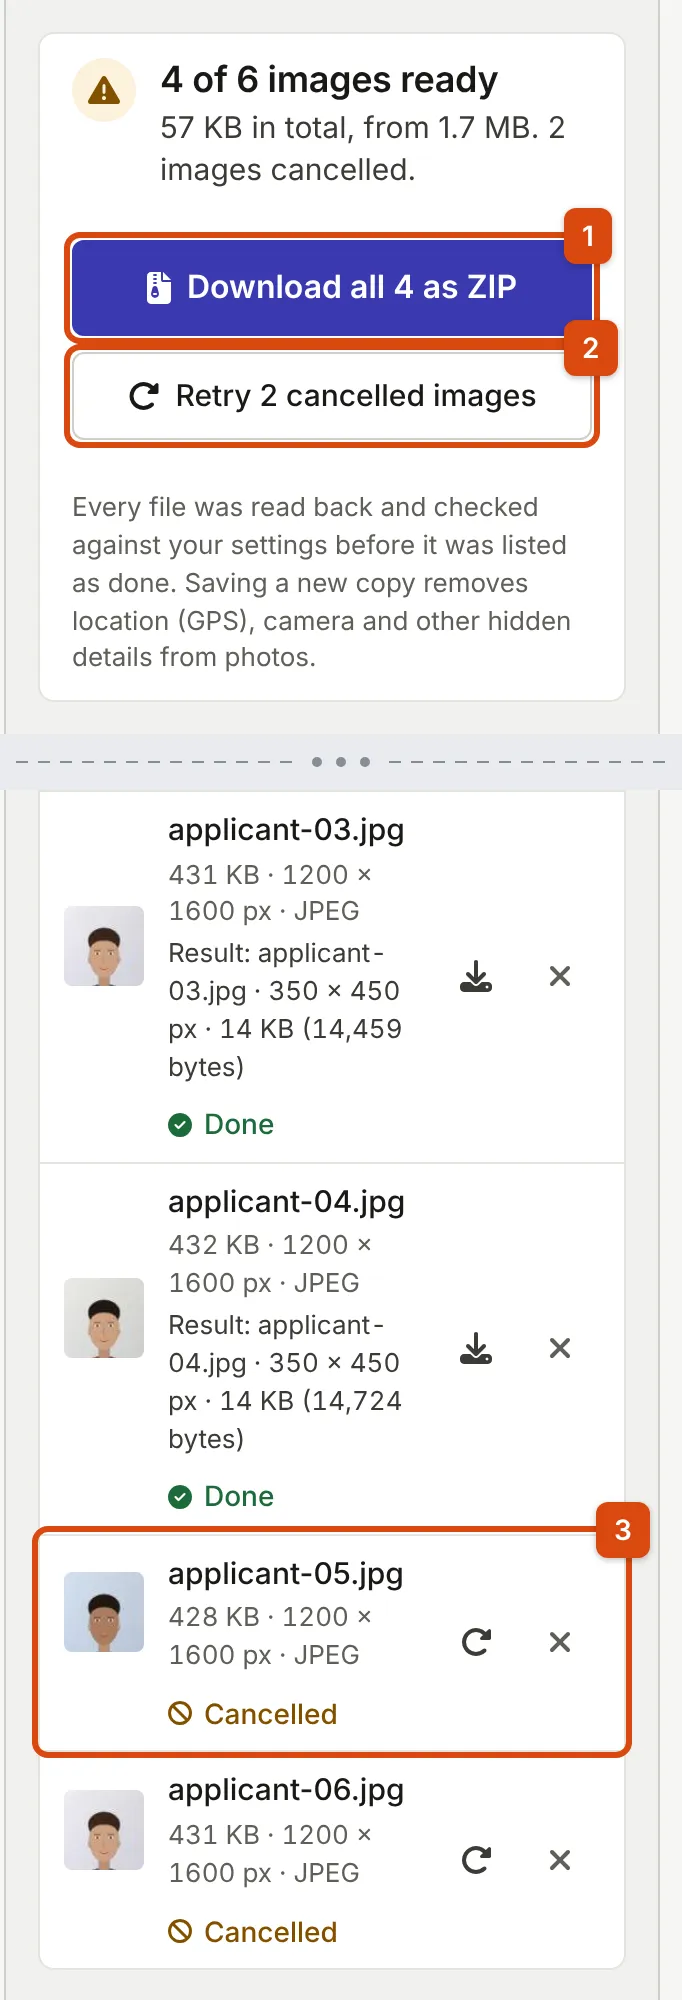 4 of 6 images ready
57 KB in total, from 1.7 MB. 2
images cancelled.
1
Download all 4 as ZIP
2
Retry 2 cancelled images
Every file was read back and checked
against your settings before it was listed
as done. Saving a new copy removes
location (GPS), camera and other hidden
details from photos.
applicant-03.jpg
431 KB · 1200 ×
1600 px · JPEG
Result: applicant-
03.jpg · 350 × 450
px · 14 KB (14,459
bytes)
Done
applicant-04.jpg
432 KB · 1200 ×
1600 px · JPEG
Result: applicant-
04.jpg · 350 × 450
px · 14 KB (14,724
bytes)
Done
3
applicant-05.jpg
428 KB · 1200 ×
1600 px · JPEG
Cancelled
applicant-06.jpg
431 KB · 1200 ×
1600 px · JPEG
Cancelled